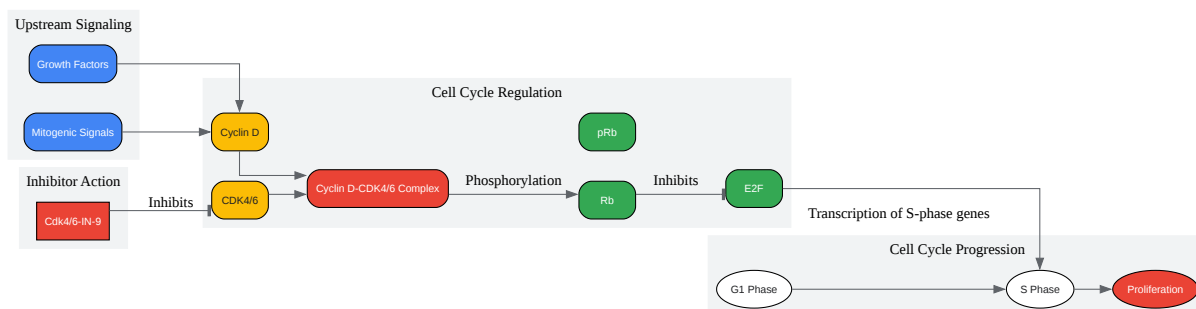 Upstream Signaling
Growth Factors
Mitogenic Signals
Inhibitor Action
Cdk4/6-IN-9
Inhibits
Cell Cycle Regulation
Cyclin D
CDK4/6
Cyclin D-CDK4/6 Complex
Phosphorylation
pRb
Rb
Inhibits
E2F
Transcription of S-phase genes
Cell Cycle Progression
G1 Phase
S Phase
Proliferation